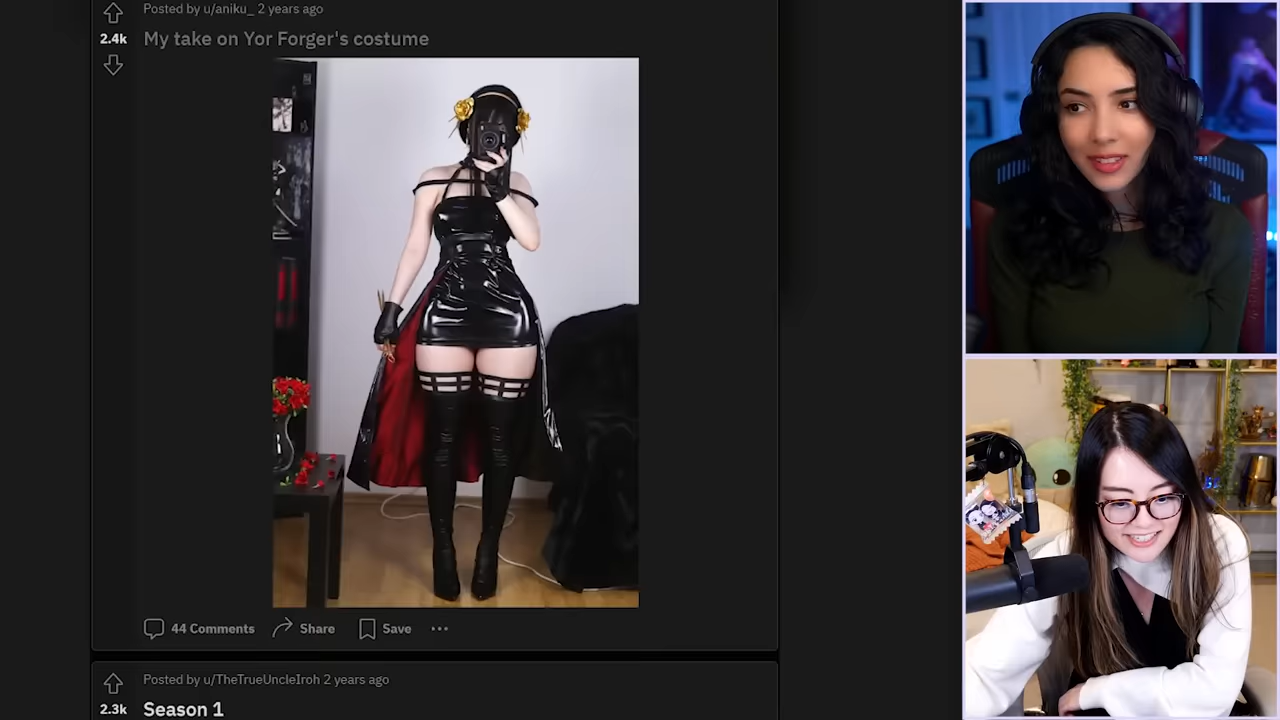 Posted by u/aniku_ 2 years ago
2.4k
My take on Yor Forger's costume
44 Comments
Share
Save
Posted by u/TheTrueUncleIroh 2 years ago
2.3k
Season 1